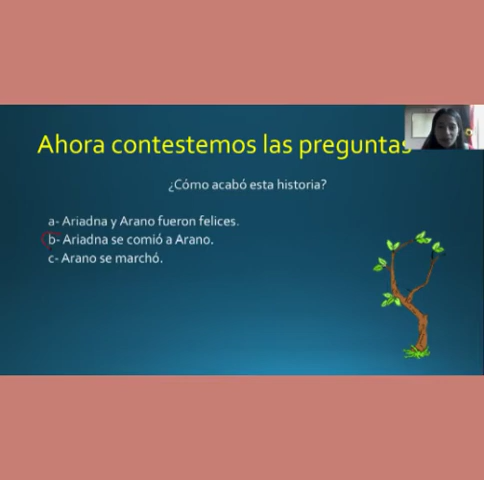 Ahora contestemos las preguntas
¿Cómo acabó esta historia?
a- Ariadna y Arano fueron felices.
b- Ariadna se comió a Arano.
c- Arano se marchó.